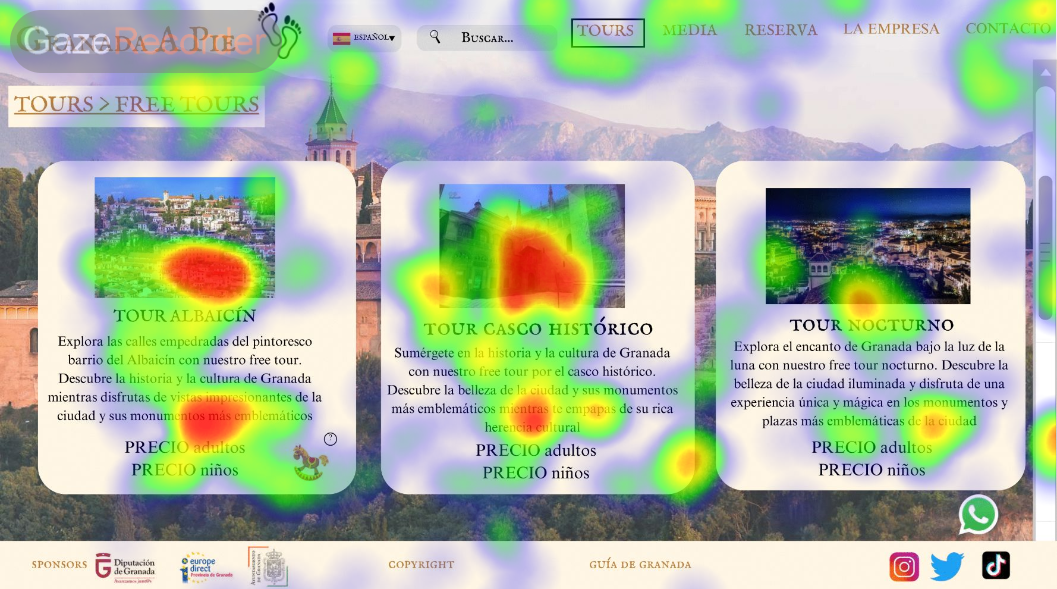 GazeRecorder
GRANADA A PIE
ESPAÑOL▾
Buscar...
TOURS
MEDIA
RESERVA
LA EMPRESA
CONTACTO
TOURS > FREE TOURS
TOUR ALBAICÍN
Explora las calles empedradas del pintoresco
barrio del Albaicín con nuestro free tour.
Descubre la historia y la cultura de Granada
mientras disfrutas de vistas impresionantes de la
ciudad y sus monumentos más emblemáticos
PRECIO adultos
PRECIO niños
?
TOUR CASCO HISTÓRICO
Sumérgete en la historia y la cultura de Granada
con nuestro free tour por el casco histórico.
Descubre la belleza de la ciudad y sus monumentos
más emblemáticos mientras te empapas de su rica
herencia cultural
PRECIO adultos
PRECIO niños
TOUR NOCTURNO
Explora el encanto de Granada bajo la luz de la
luna con nuestro free tour nocturno. Descubre la
belleza de la ciudad iluminada y disfruta de una
experiencia única y mágica en los monumentos y
plazas más emblemáticas de la ciudad
PRECIO adultos
PRECIO niños
SPONSORS
Diputación
de Granada
europe
direct
COPYRIGHT
GUÍA DE GRANADA